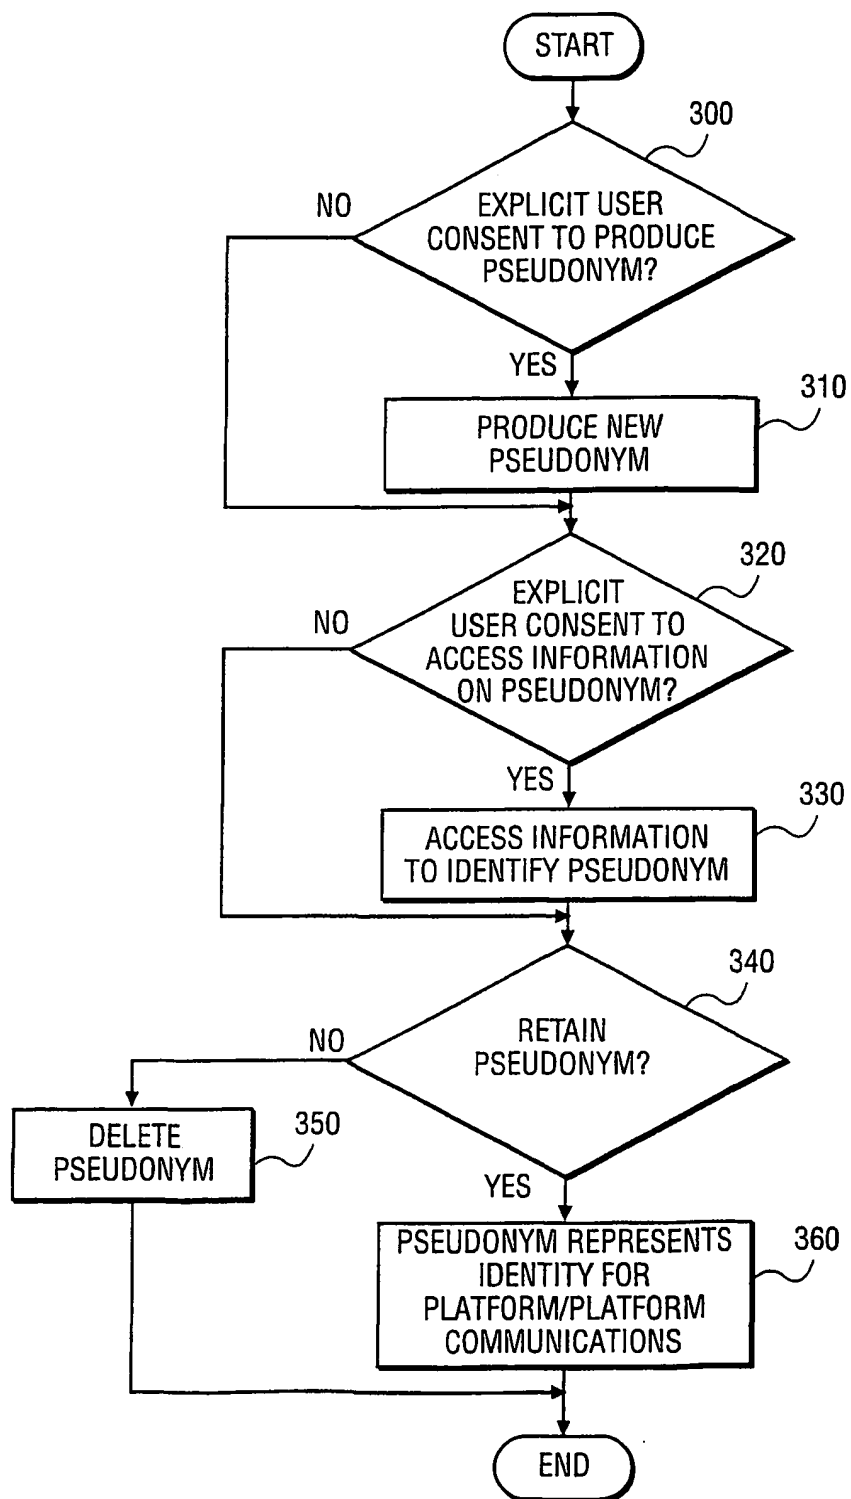 START
300
NO
EXPLICIT USER
CONSENT TO PRODUCE
PSEUDONYM?
YES
310
PRODUCE NEW
PSEUDONYM
320
NO
EXPLICIT
USER CONSENT TO
ACCESS INFORMATION
ON PSEUDONYM?
YES
330
ACCESS INFORMATION
TO IDENTIFY PSEUDONYM
340
NO
RETAIN
PSEUDONYM?
350
DELETE
PSEUDONYM
YES
360
PSEUDONYM REPRESENTS
IDENTITY FOR
PLATFORM/PLATFORM
COMMUNICATIONS
END